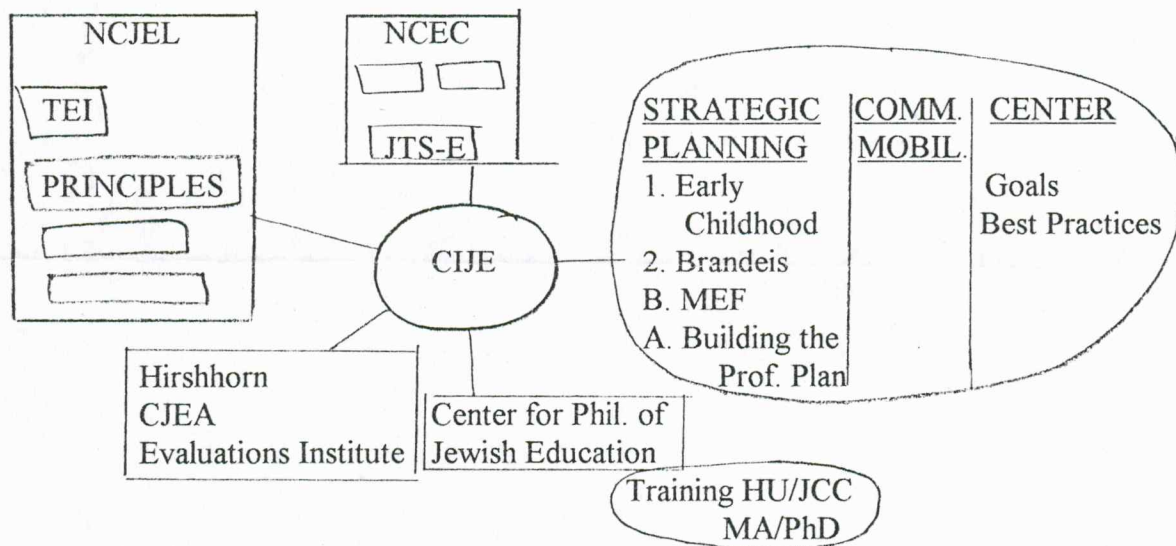 NCJEL
TEI
PRINCIPLES
NCEC
JTS-E
CIJE
STRATEGIC
PLANNING
1. Early
Childhood
2. Brandeis
B. MEF
A. Building the
Prof. Plan
COMM.
MOBIL.
CENTER
Goals
Best Practices
Hirshhorn
CJEA
Evaluations Institute
Center for Phil. of
Jewish Education
Training HU/JCC
MA/PhD